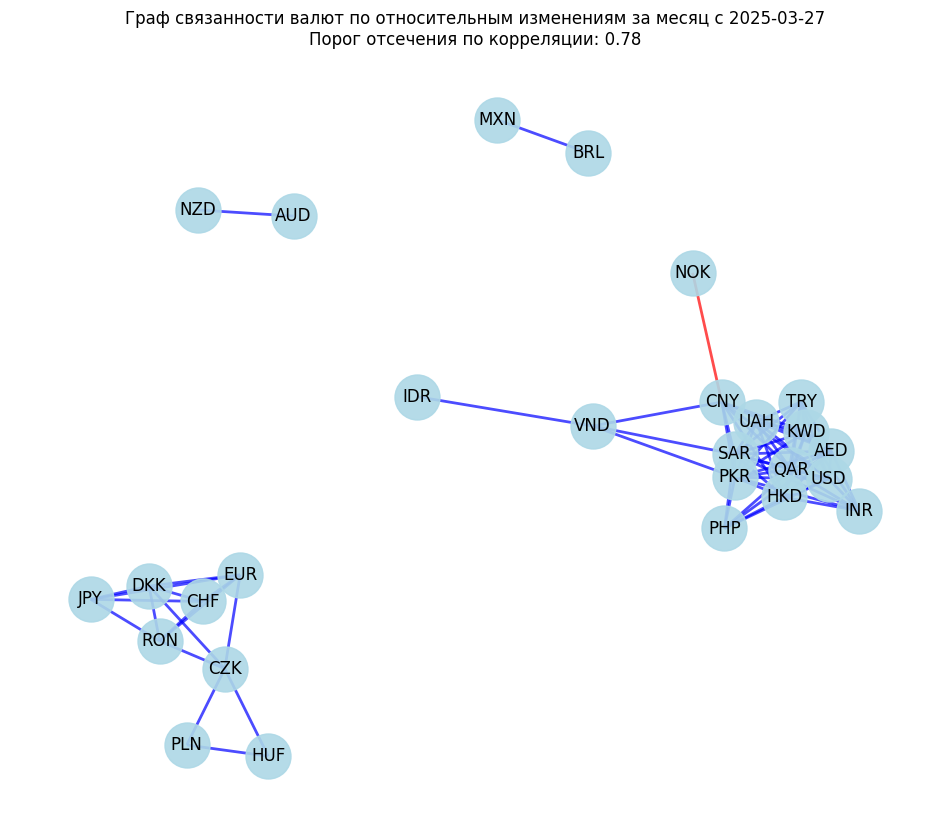 Граф связанности валют по относительным изменениям за месяц с 2025-03-27
Порог отсечения по корреляции: 0.78
MXN
BRL
NZD
AUD
NOK
IDR
VND
CNY
TRY
UAH
KWD
SAR
AED
QAR
PKR
USD
HKD
INR
PHP
EUR
DKK
JPY
CHF
RON
CZK
PLN
HUF